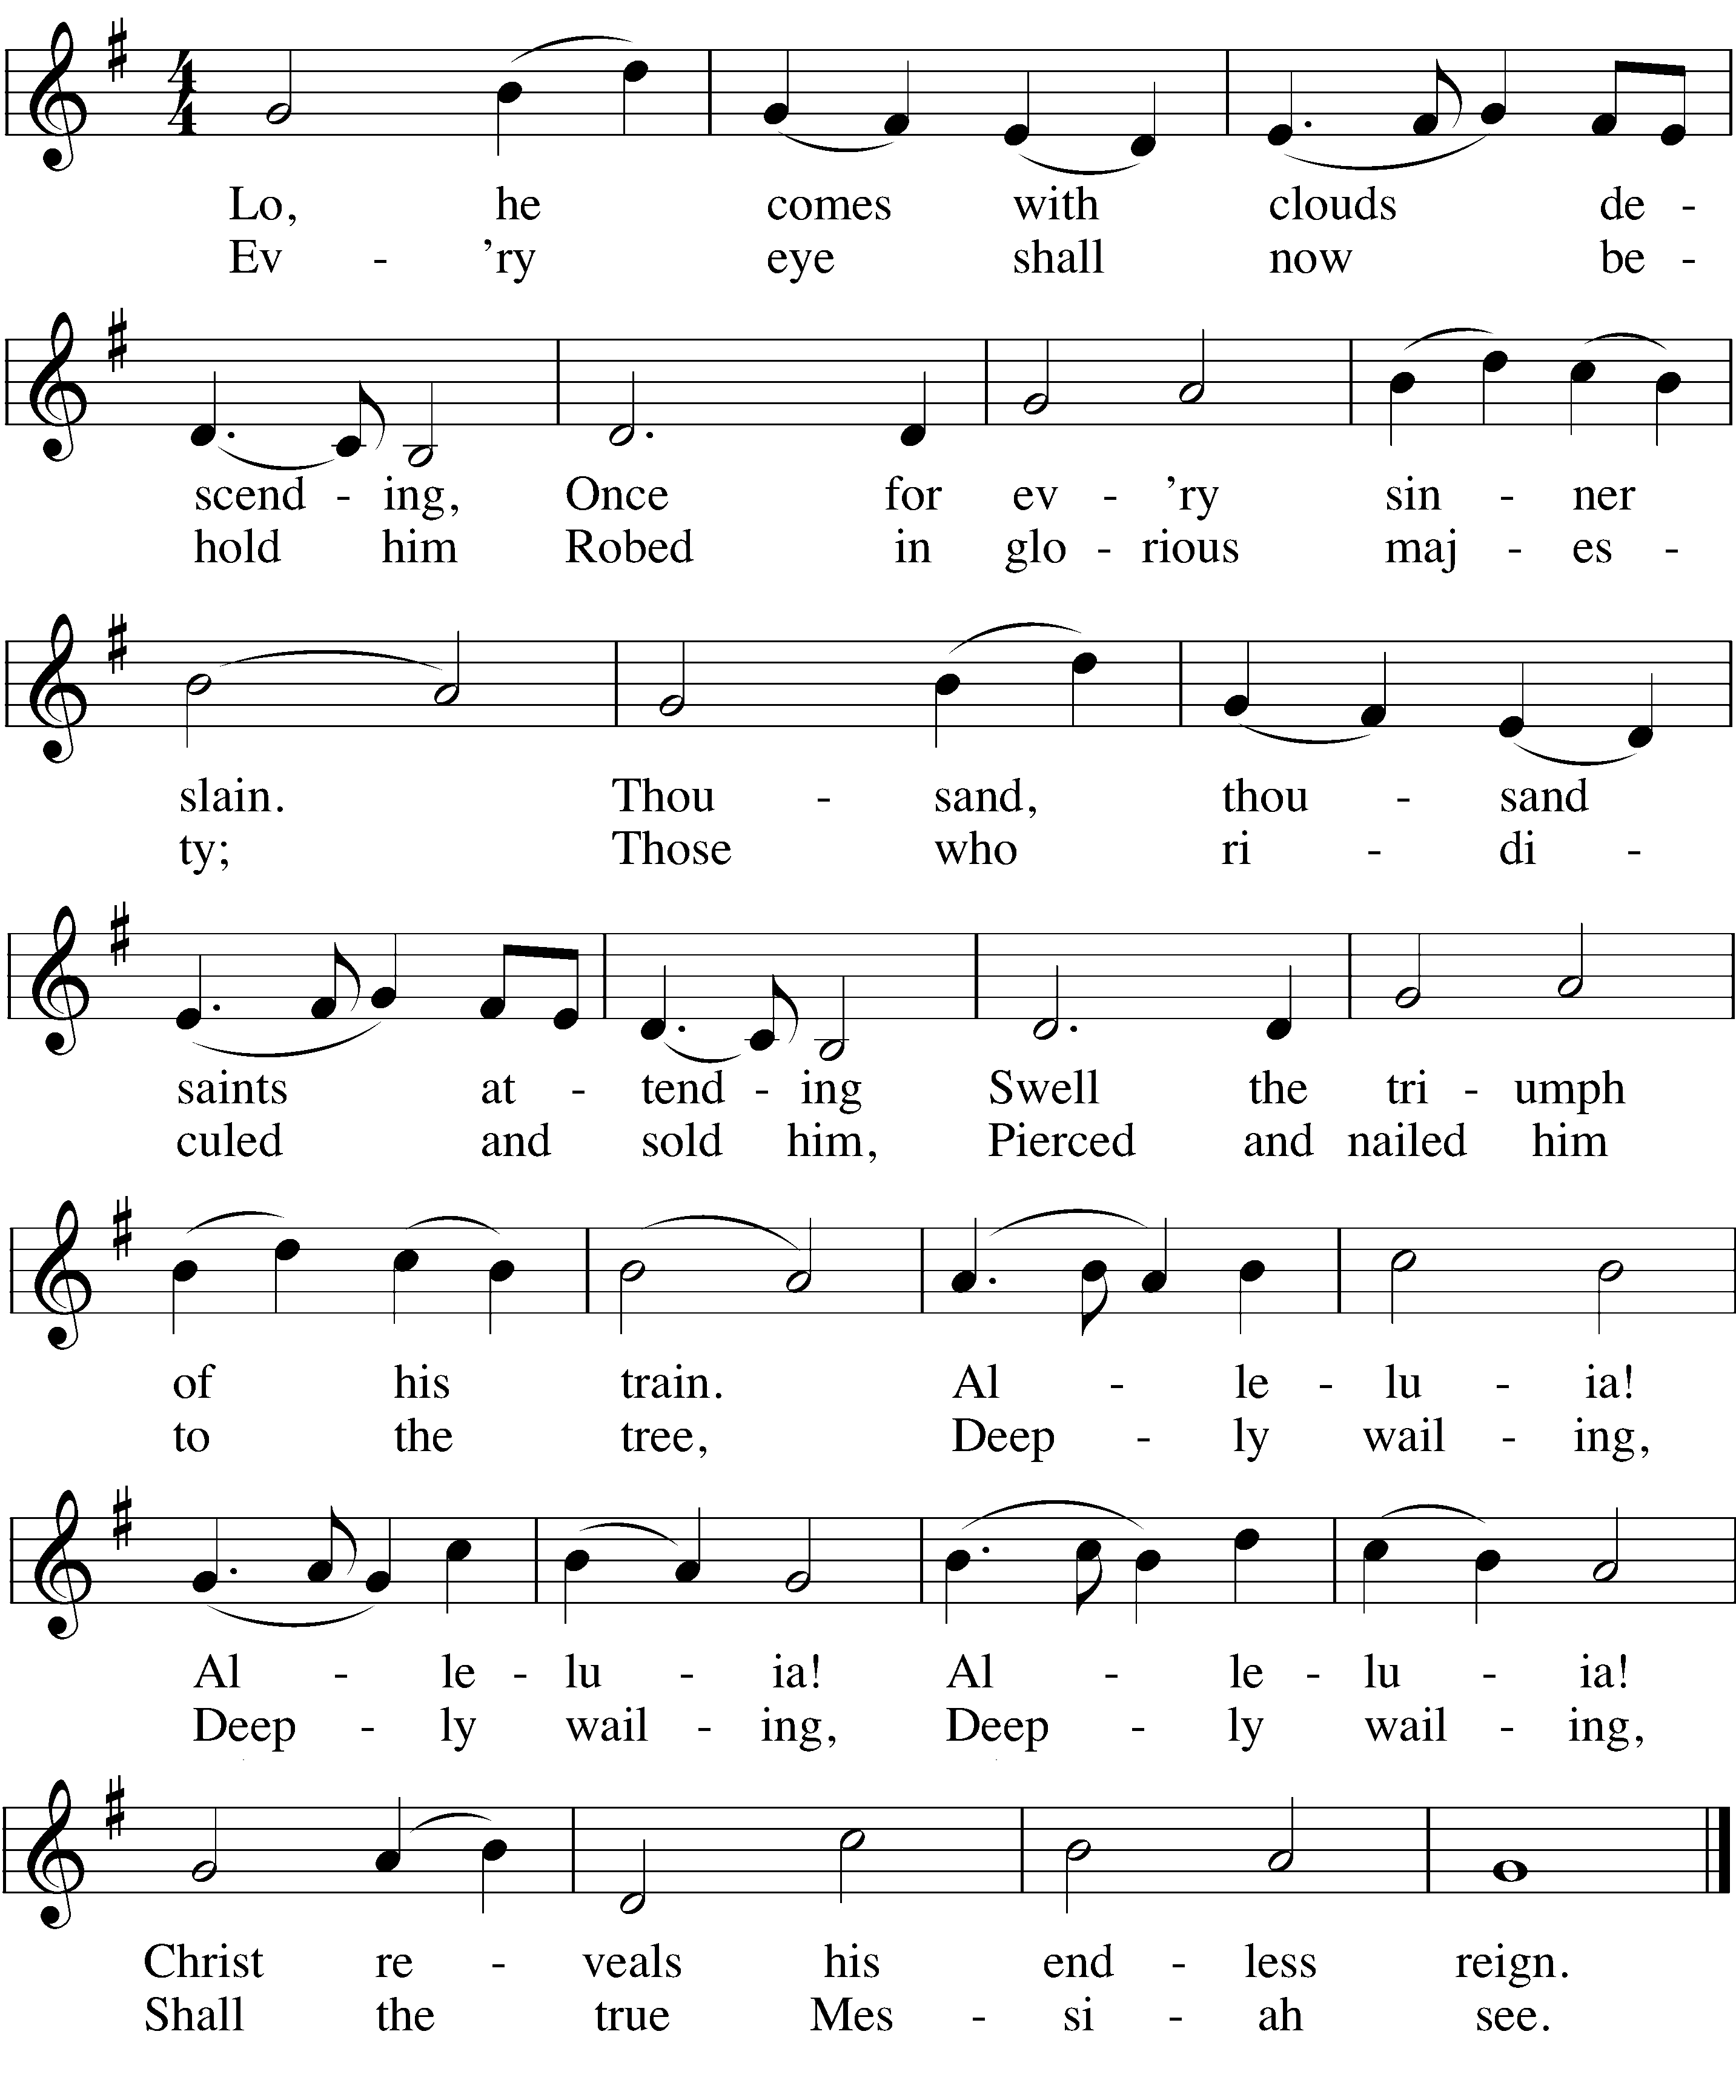 Lo, he comes with clouds de -
Ev - ’ry eye shall now be -
scend - ing, Once for ev - ’ry sin - ner
hold him Robed in glo - rious maj - es -
slain. Thou - sand, thou - sand
ty; Those who ri - di -
saints at - tend - ing Swell the tri - umph
culed and sold him, Pierced and nailed him
of his train. Al - le - lu - ia!
to the tree, Deep - ly wail - ing,
Al - le - lu - ia! Al - le - lu - ia!
Deep - ly wail - ing, Deep - ly wail - ing,
Christ re - veals his end - less reign.
Shall the true Mes - si - ah see.